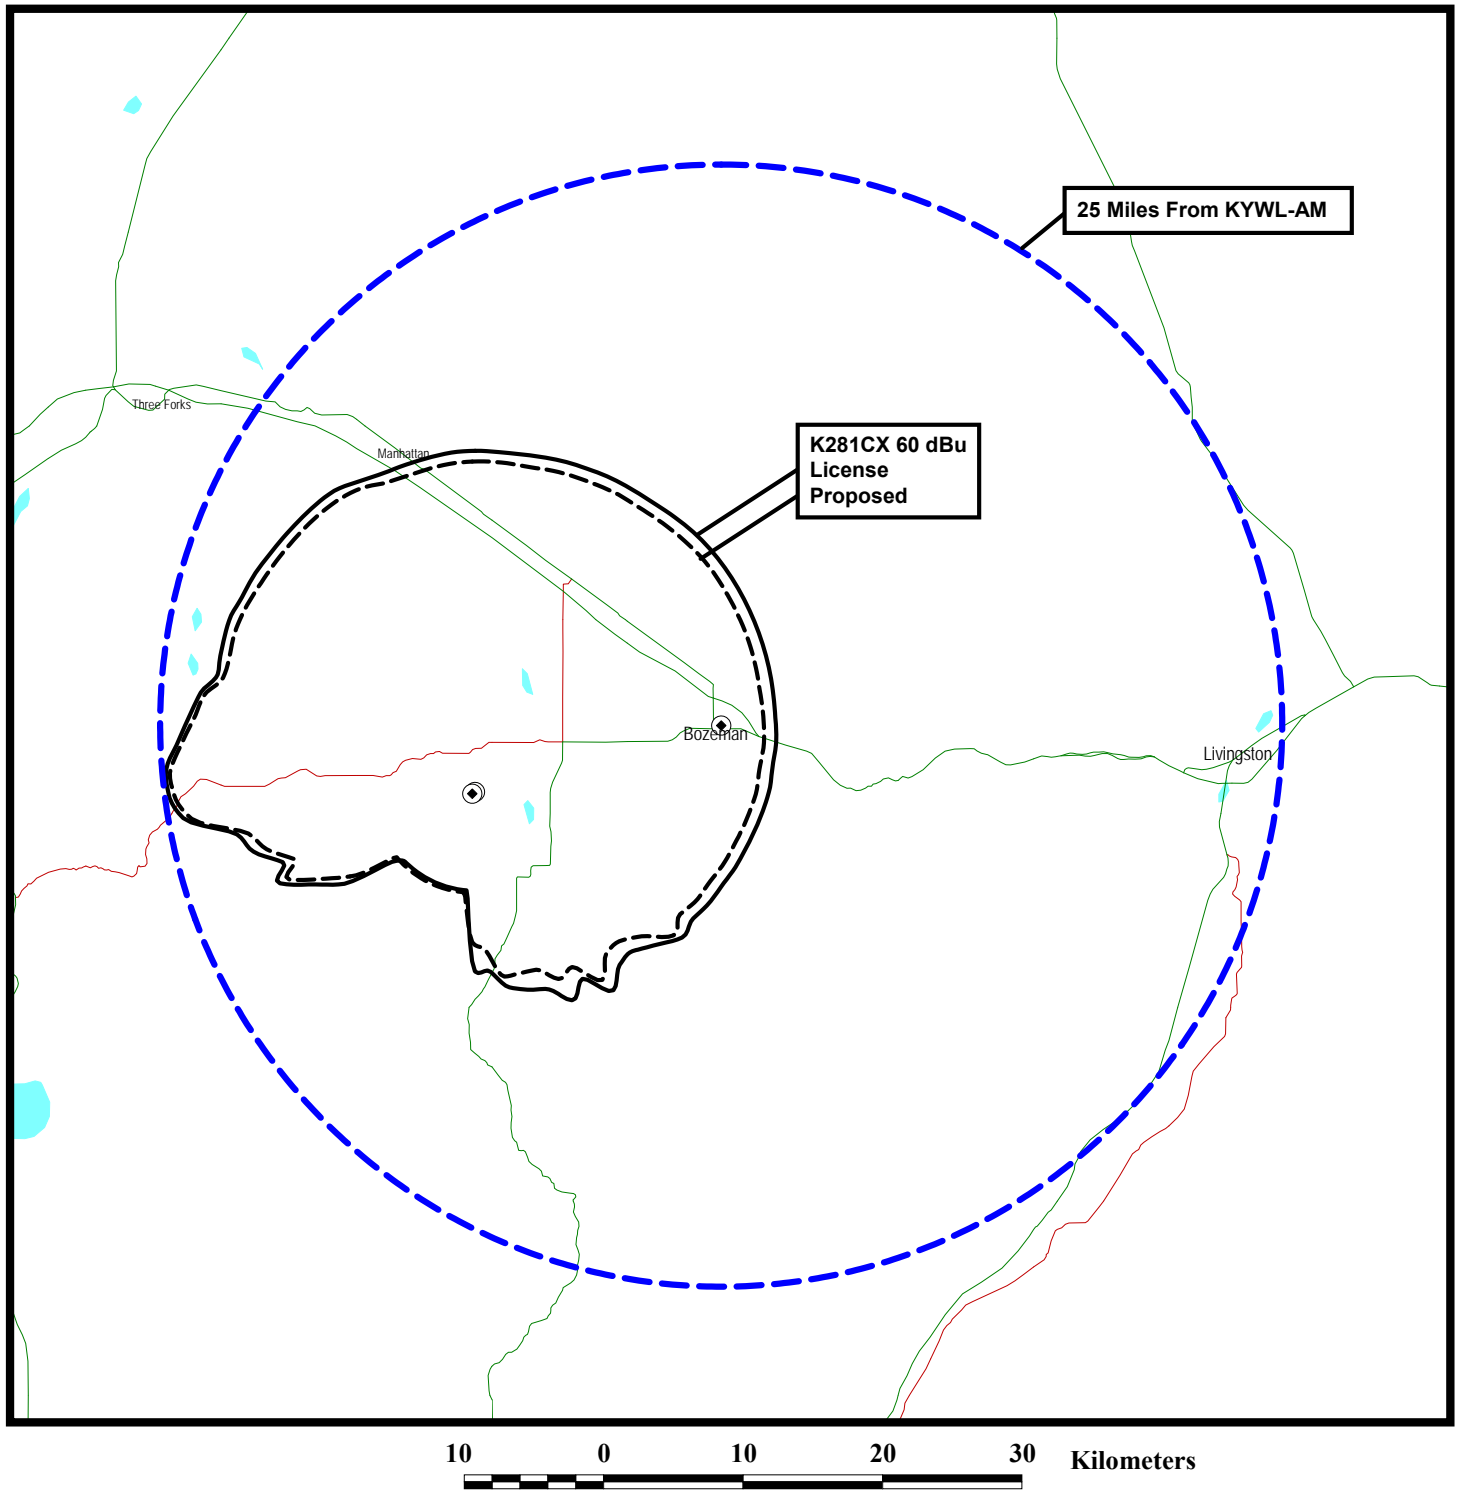 25 Miles From KYWL-AM
Three Forks
K281CX 60 dBu
License
Proposed
Manhattan
Bozeman
Livingston
10 0 10 20 30 Kilometers